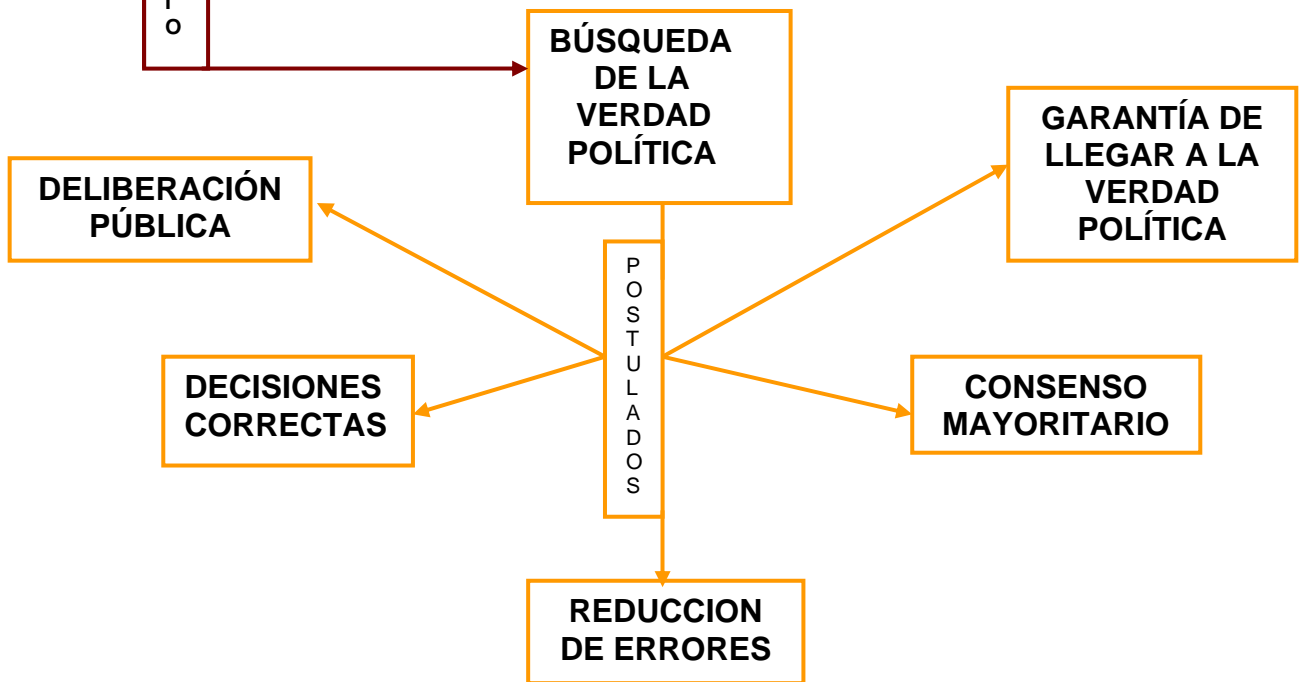 O
BÚSQUEDA
DE LA
VERDAD
POLÍTICA
GARANTÍA DE
LLEGAR A LA
VERDAD
POLÍTICA
DELIBERACIÓN
PÚBLICA
P
O
S
T
U
L
A
D
O
S
DECISIONES
CORRECTAS
CONSENSO
MAYORITARIO
REDUCCION
DE ERRORES